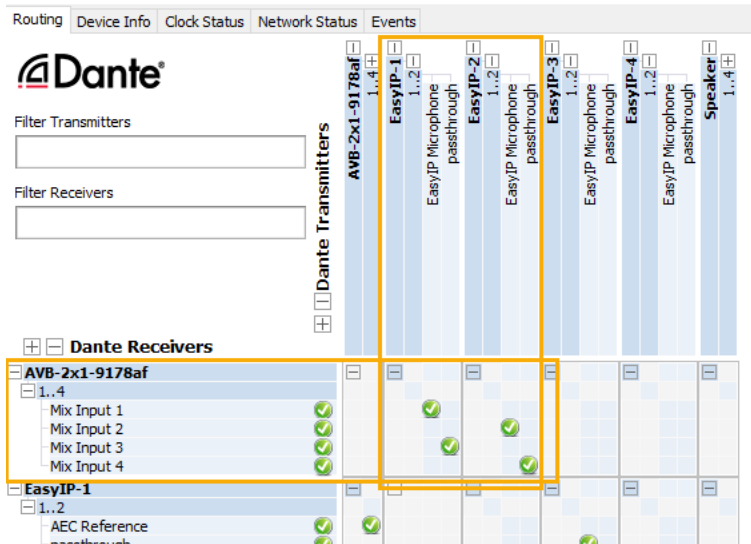 Routing Device Info Clock Status Network Status Events
Dante®
Filter Transmitters
Filter Receivers
Dante Transmitters
AVB-2x1-9178af
1..4
EasyIP-1
1..2
EasyIP Microphone
passthrough
EasyIP-2
1..2
EasyIP Microphone
passthrough
EasyIP-3
1..2
EasyIP Microphone
passthrough
EasyIP-4
1..2
EasyIP Microphone
passthrough
Speaker
1..4
Dante Receivers
AVB-2x1-9178af
1..4
Mix Input 1
Mix Input 2
Mix Input 3
Mix Input 4
EasyIP-1
1..2
AEC Reference
passthrough